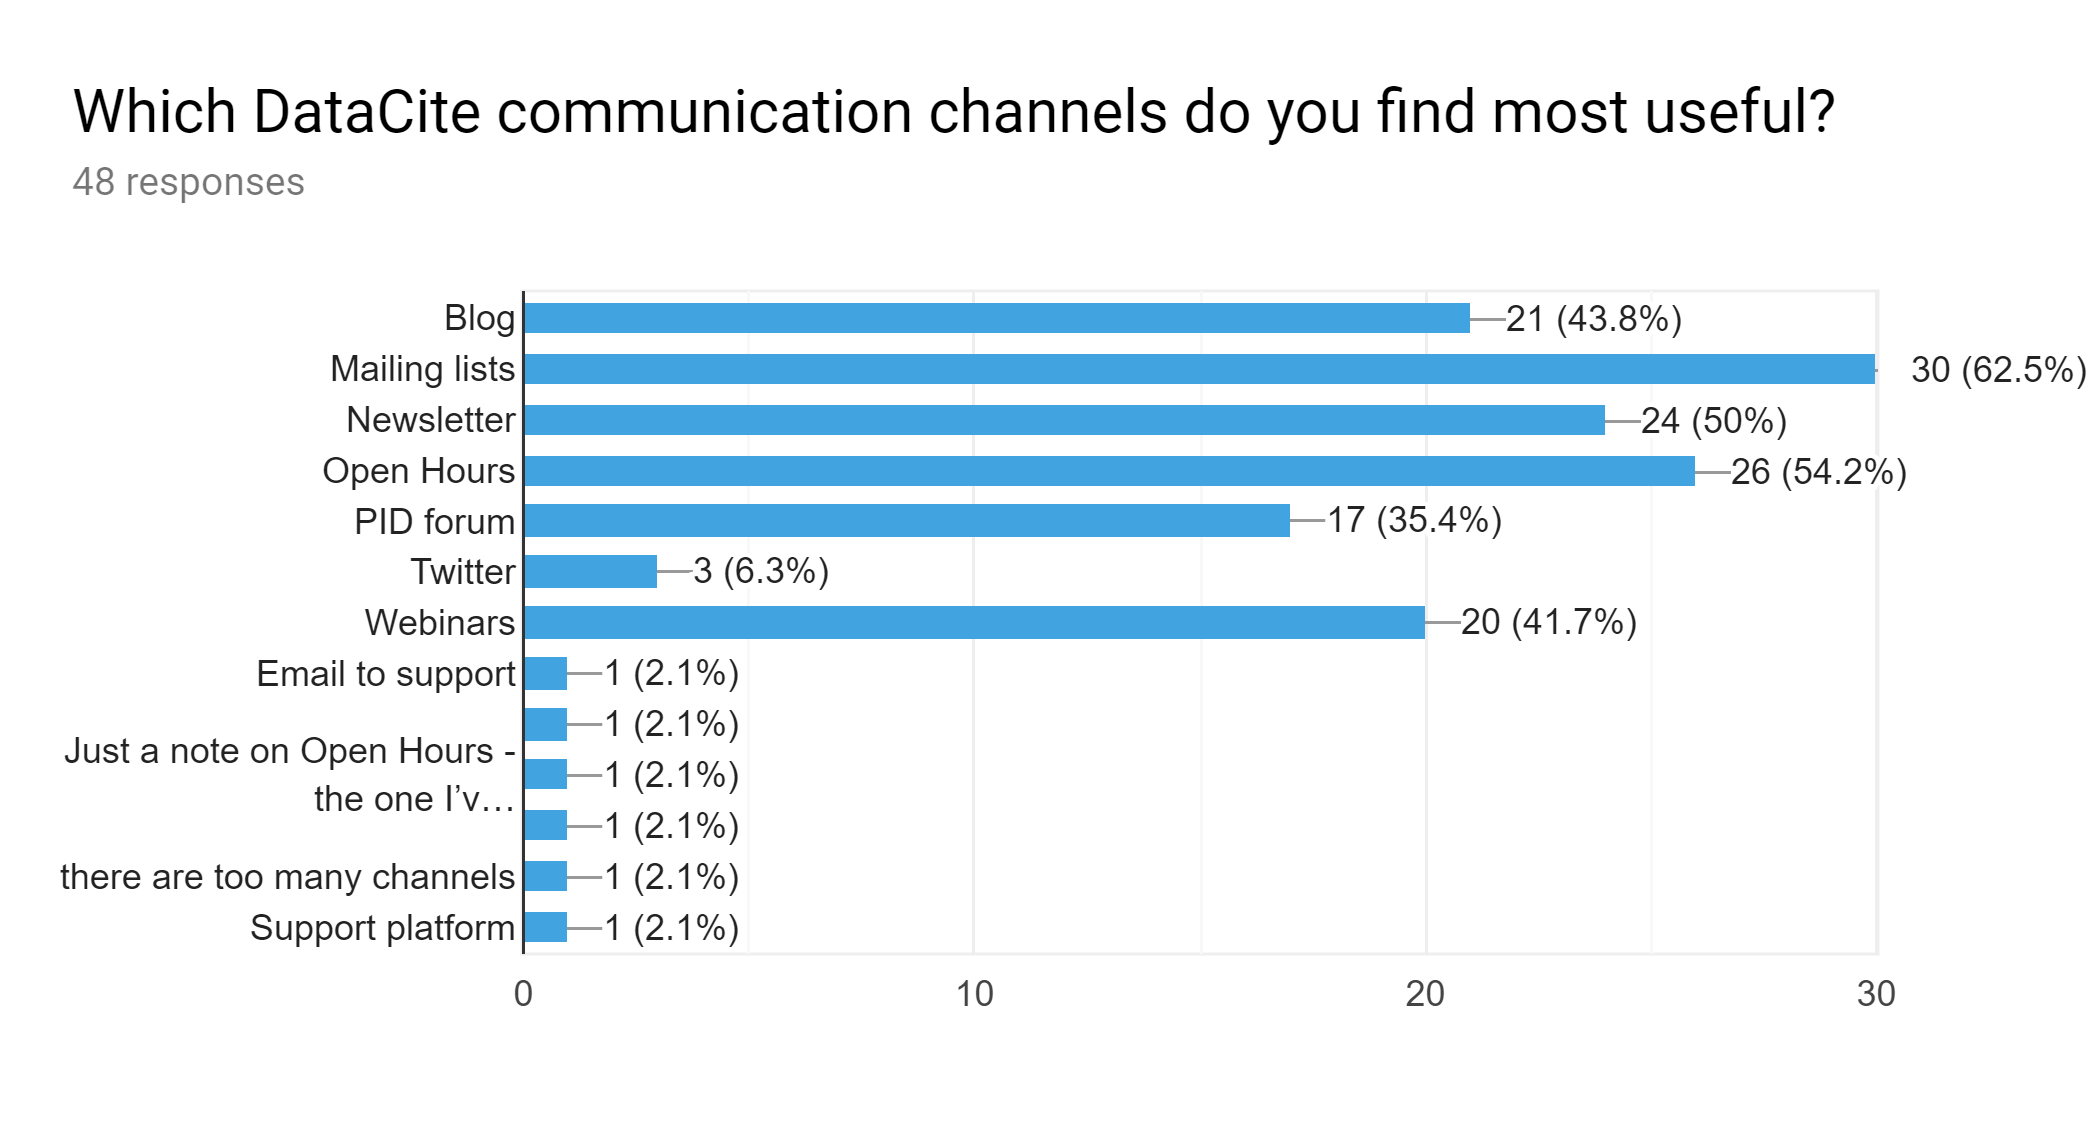 Which DataCite communication channels do you find most useful?
48 responses
Blog
21 (43.8%)
Mailing lists
30 (62.5%)
Newsletter
24 (50%)
Open Hours
26 (54.2%)
PID forum
17 (35.4%)
Twitter
3 (6.3%)
Webinars
20 (41.7%)
Email to support
1 (2.1%)
1 (2.1%)
Just a note on Open Hours -
the one I’v…
1 (2.1%)
1 (2.1%)
there are too many channels
1 (2.1%)
Support platform
1 (2.1%)
0
10
20
30